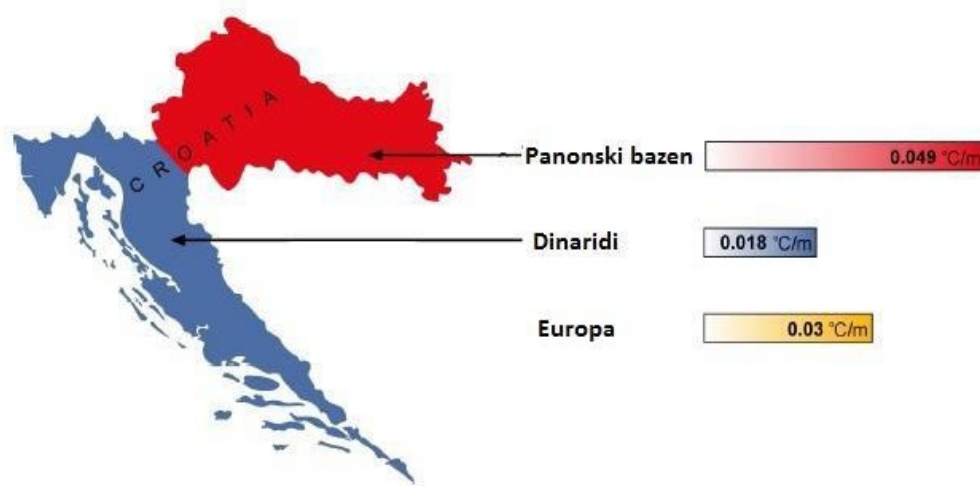 CROATIA
Panonski bazen 0.049 °C/m
Dinaridi 0.018 °C/m
Europa 0.03 °C/m